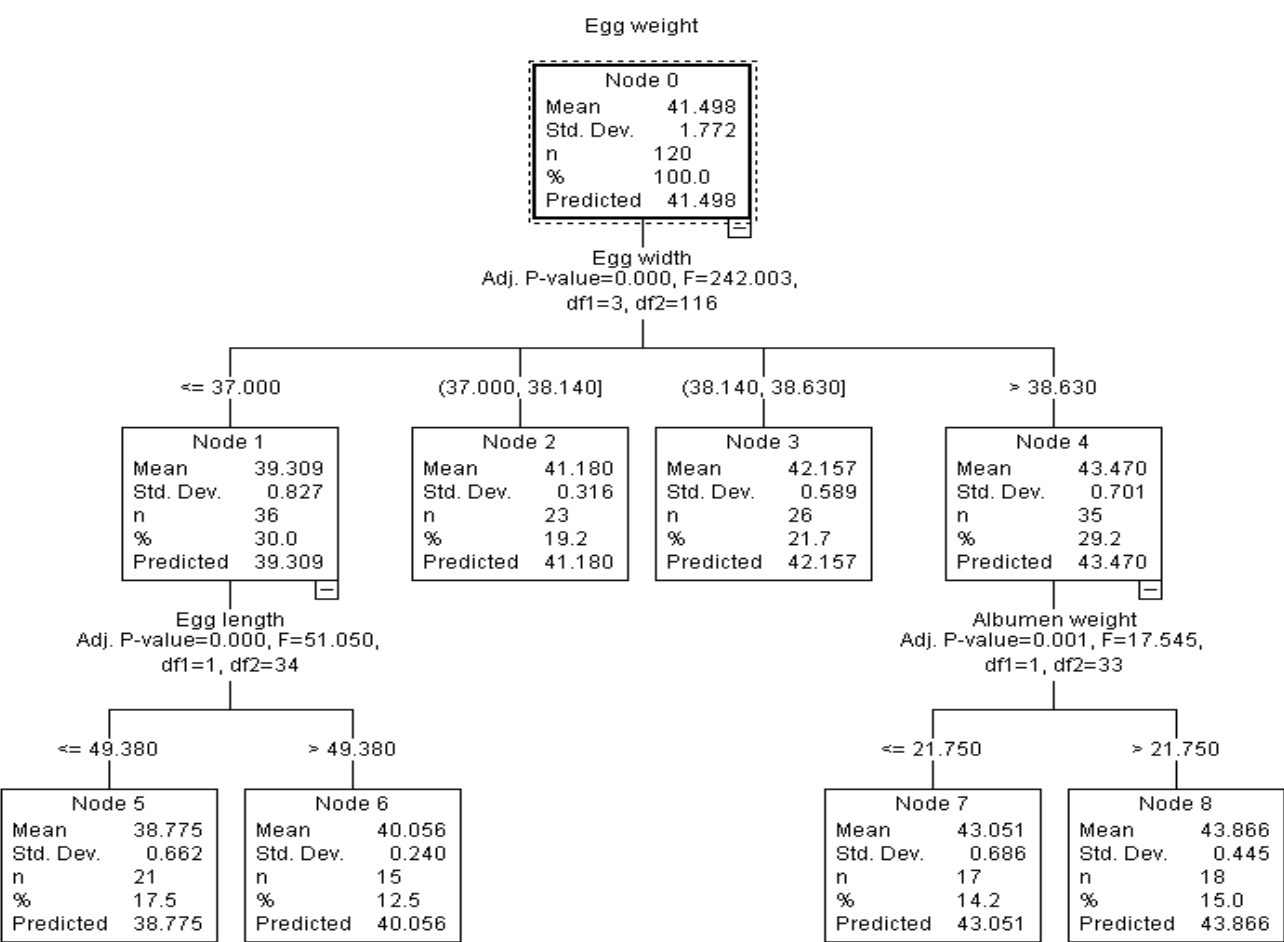 Egg weight
Node 0
Mean 41.498
Std. Dev. 1.772
n 120
% 100.0
Predicted 41.498
Egg width
Adj. P-value=0.000, F=242.003,
df1=3, df2=116
<= 37.000
(37.000, 38.140]
(38.140, 38.630]
> 38.630
Node 1
Mean 39.309
Std. Dev. 0.827
n 36
% 30.0
Predicted 39.309
Node 2
Mean 41.180
Std. Dev. 0.316
n 23
% 19.2
Predicted 41.180
Node 3
Mean 42.157
Std. Dev. 0.589
n 26
% 21.7
Predicted 42.157
Node 4
Mean 43.470
Std. Dev. 0.701
n 35
% 29.2
Predicted 43.470
Egg length
Adj. P-value=0.000, F=51.050,
df1=1, df2=34
Albumen weight
Adj. P-value=0.001, F=17.545,
df1=1, df2=33
<= 49.380
> 49.380
<= 21.750
> 21.750
Node 5
Mean 38.775
Std. Dev. 0.662
n 21
% 17.5
Predicted 38.775
Node 6
Mean 40.056
Std. Dev. 0.240
n 15
% 12.5
Predicted 40.056
Node 7
Mean 43.051
Std. Dev. 0.686
n 17
% 14.2
Predicted 43.051
Node 8
Mean 43.866
Std. Dev. 0.445
n 18
% 15.0
Predicted 43.866